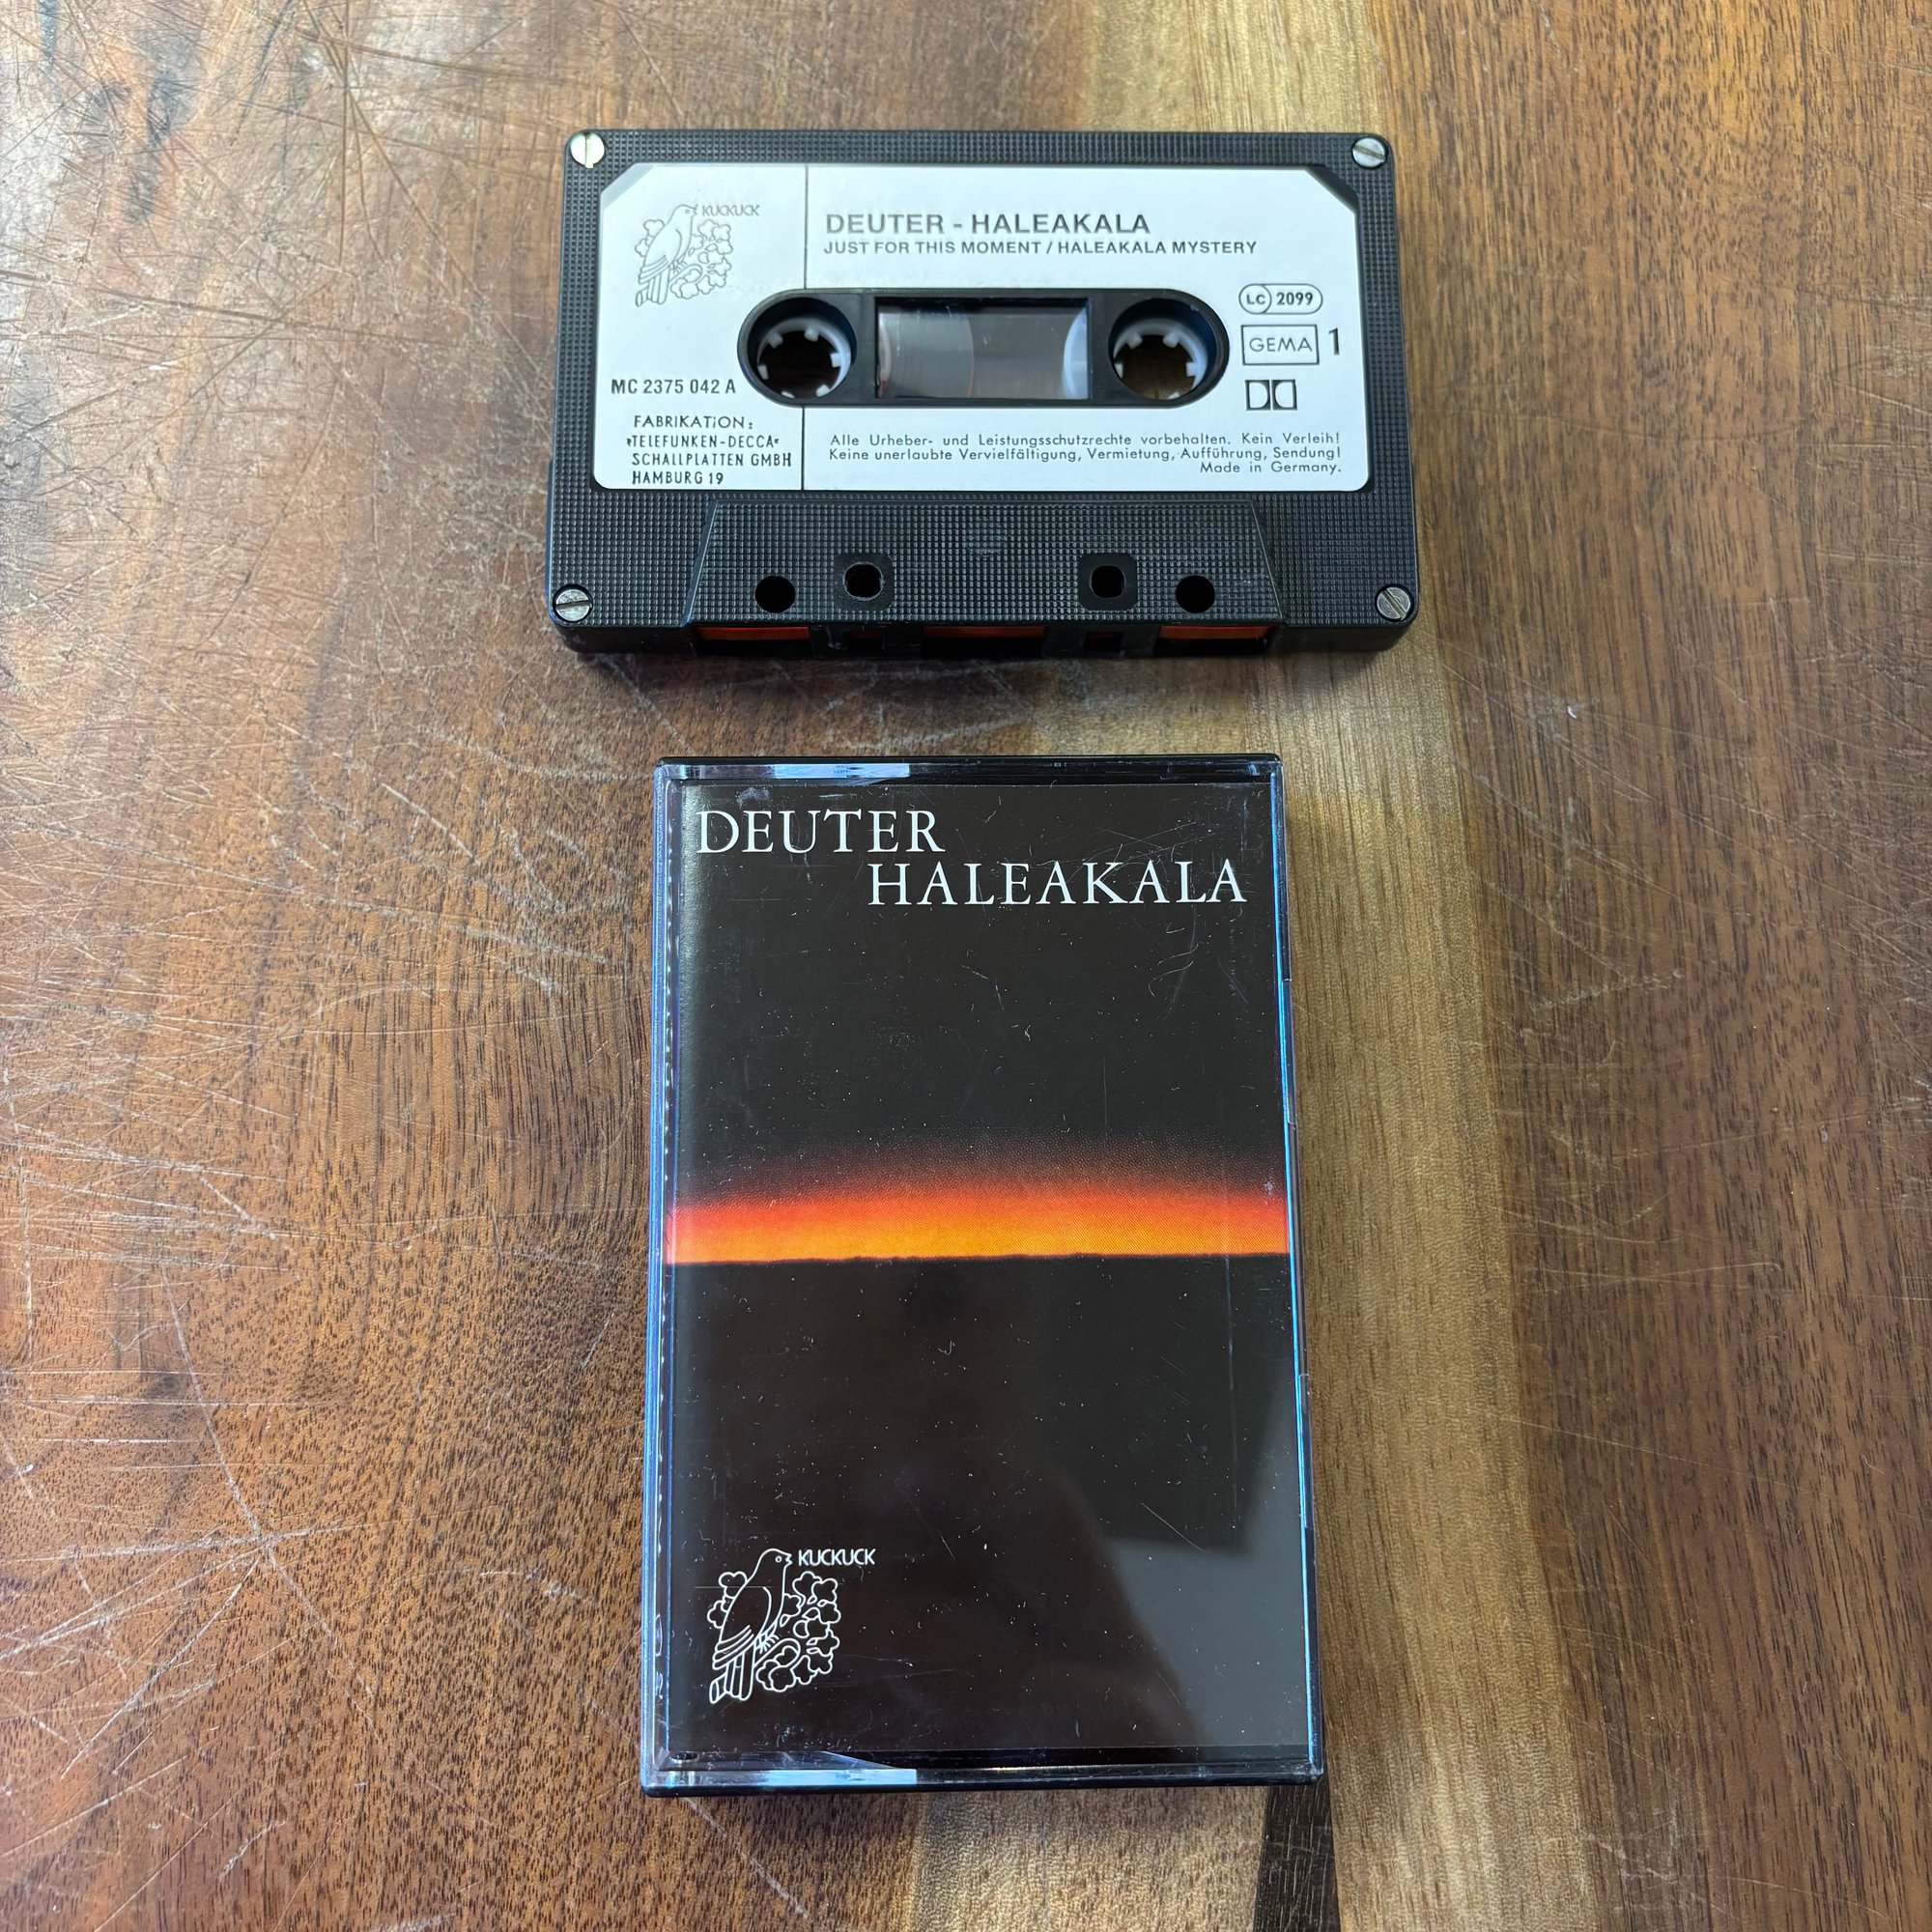 KUCKUCK
DEUTER - HALEAKALA
JUST FOR THIS MOMENT / HALEAKALA MYSTERY
LC 2099
GEMA 1
MC 2375 042 A
FABRIKATiON:
»TELEFUNKEN-DECCA«
SCHALLPLATTEN GMBH
HAMBURG 19
Alle Urheber- und Leistungsschutzrechte vorbehalten. Kein Verleih!
Keine unerlaubte Vervielfältigung, Vermietung, Aufführung, Sendung!
Made in Germany.
DEUTER
HALEAKALA
KUCKUCK